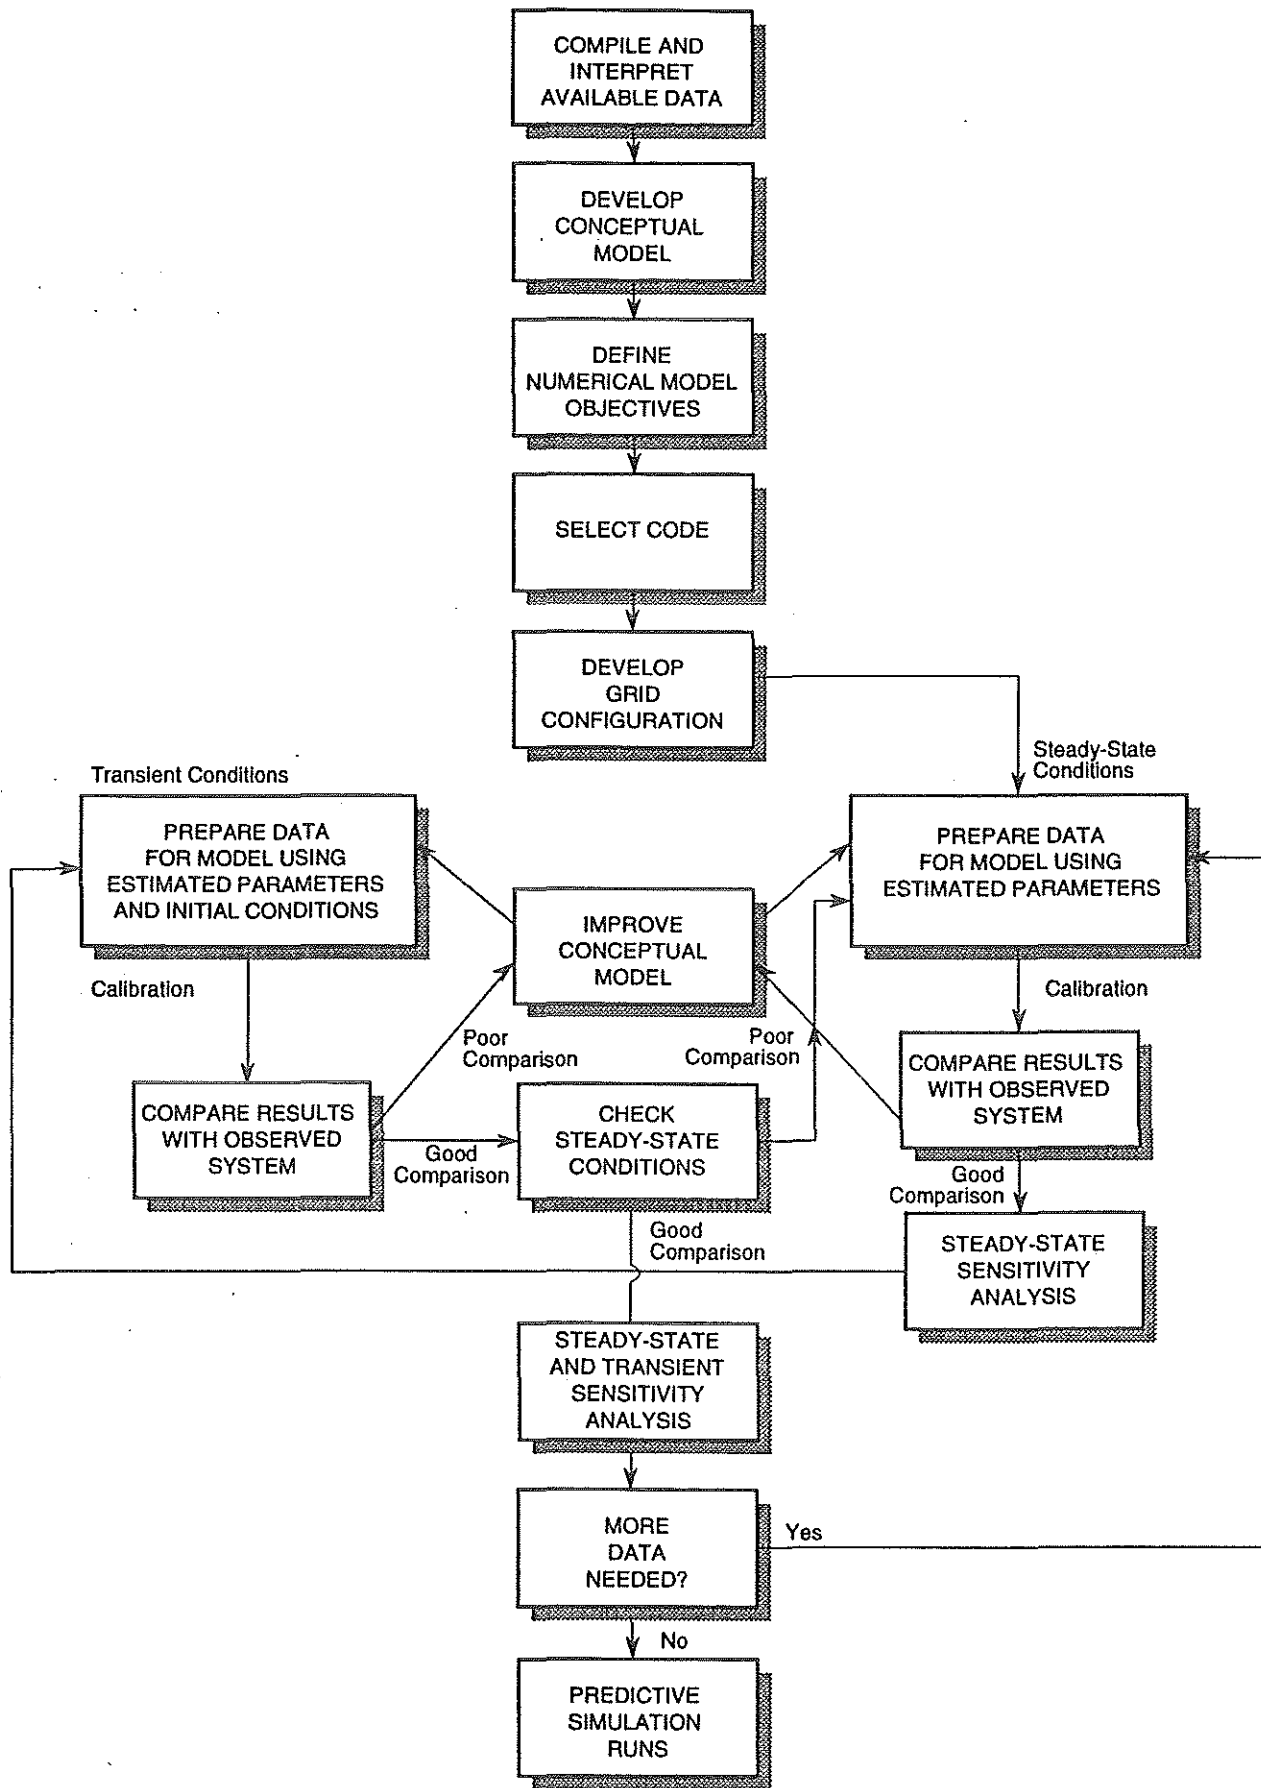 COMPILE AND
INTERPRET
AVAILABLE DATA
DEVELOP
CONCEPTUAL
MODEL
DEFINE
NUMERICAL MODEL
OBJECTIVES
SELECT CODE
DEVELOP
GRID
CONFIGURATION
Steady-State
Conditions
Transient Conditions
PREPARE DATA
FOR MODEL USING
ESTIMATED PARAMETERS
AND INITIAL CONDITIONS
PREPARE DATA
FOR MODEL USING
ESTIMATED PARAMETERS
IMPROVE
CONCEPTUAL
MODEL
Calibration
Calibration
Poor
Comparison
Poor
Comparison
COMPARE RESULTS
WITH OBSERVED
SYSTEM
Good
Comparison
CHECK
STEADY-STATE
CONDITIONS
COMPARE RESULTS
WITH OBSERVED
SYSTEM
Good
Comparison
Good
Comparison
STEADY-STATE
SENSITIVITY
ANALYSIS
STEADY-STATE
AND TRANSIENT
SENSITIVITY
ANALYSIS
MORE
DATA
NEEDED?
Yes
No
PREDICTIVE
SIMULATION
RUNS